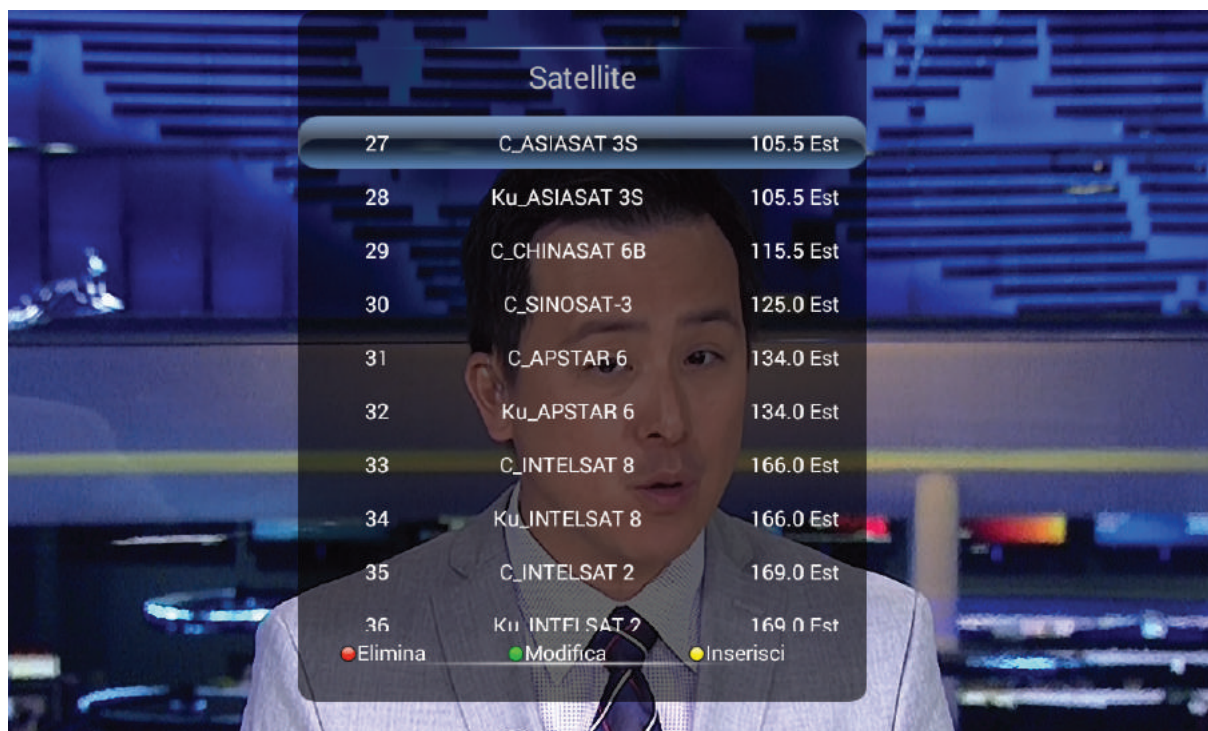 Satellite
27 C_ASIASAT 3S 105.5 Est
28 Ku_ASIASAT 3S 105.5 Est
29 C_CHINASAT 6B 115.5 Est
30 C_SINOSAT-3 125.0 Est
31 C_APSTAR 6 134.0 Est
32 Ku_APSTAR 6 134.0 Est
33 C_INTELSAT 8 166.0 Est
34 Ku_INTELSAT 8 166.0 Est
35 C_INTELSAT 2 169.0 Est
36 Ku_INTELSAT 2 169.0 Est
Elimina Modifica Inserisci